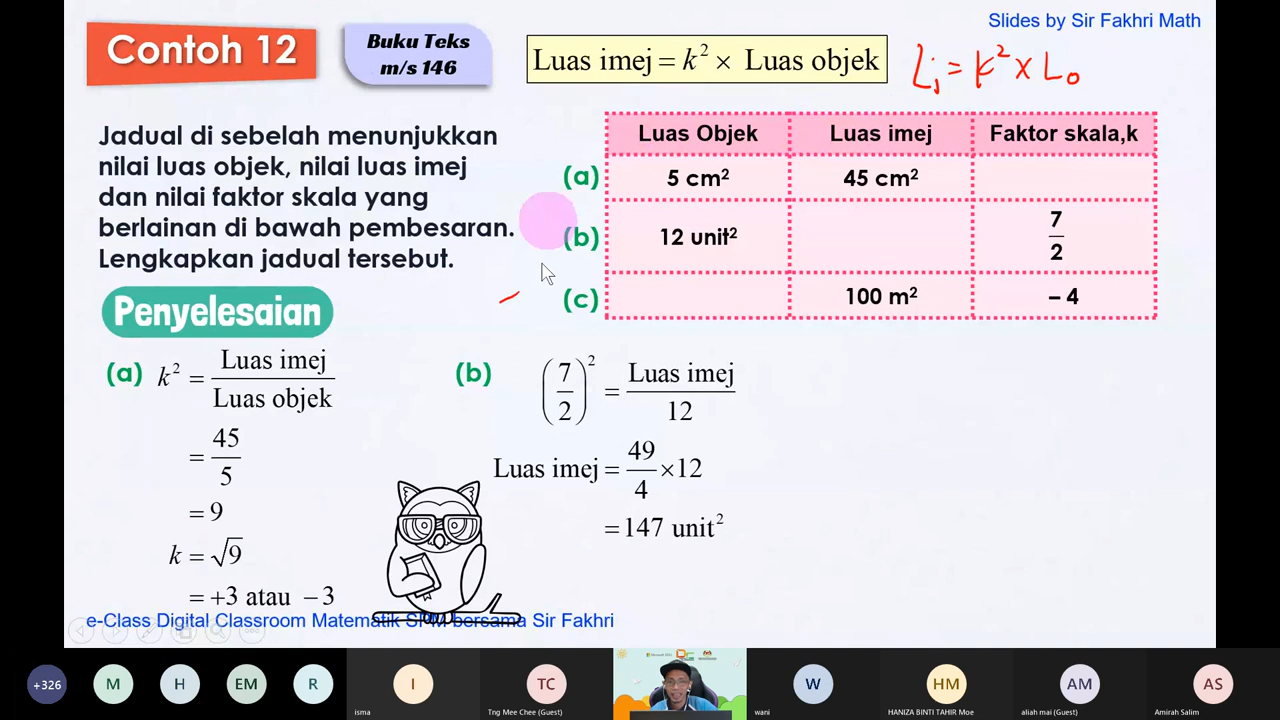 Slides by Sir Fakhri Math
Contoh 12
Buku Teks
m/s 146
Luas imej = k² × Luas objek
Lᵢ = k² × L₀
Jadual di sebelah menunjukkan
nilai luas objek, nilai luas imej
dan nilai faktor skala yang
berlainan di bawah pembesaran.
Lengkapkan jadual tersebut.
Luas Objek Luas imej Faktor skala,k
(a) 5 cm² 45 cm²
(b) 12 unit² 7/2
(c) 100 m² – 4
Penyelesaian
(a) k² = Luas imej / Luas objek
= 45/5
= 9
k = √9
= +3 atau −3
(b) (7/2)² = Luas imej / 12
Luas imej = 49/4 × 12
= 147 unit²
e-Class Digital Classroom Matematik SPM bersama Sir Fakhri
+326
M
H
EM
R
I
isma
TC
Tng Mee Chee (Guest)
W
wani
HM
HANIZA BINTI TAHIR Moe
AM
aliah mai (Guest)
AS
Amirah Salim